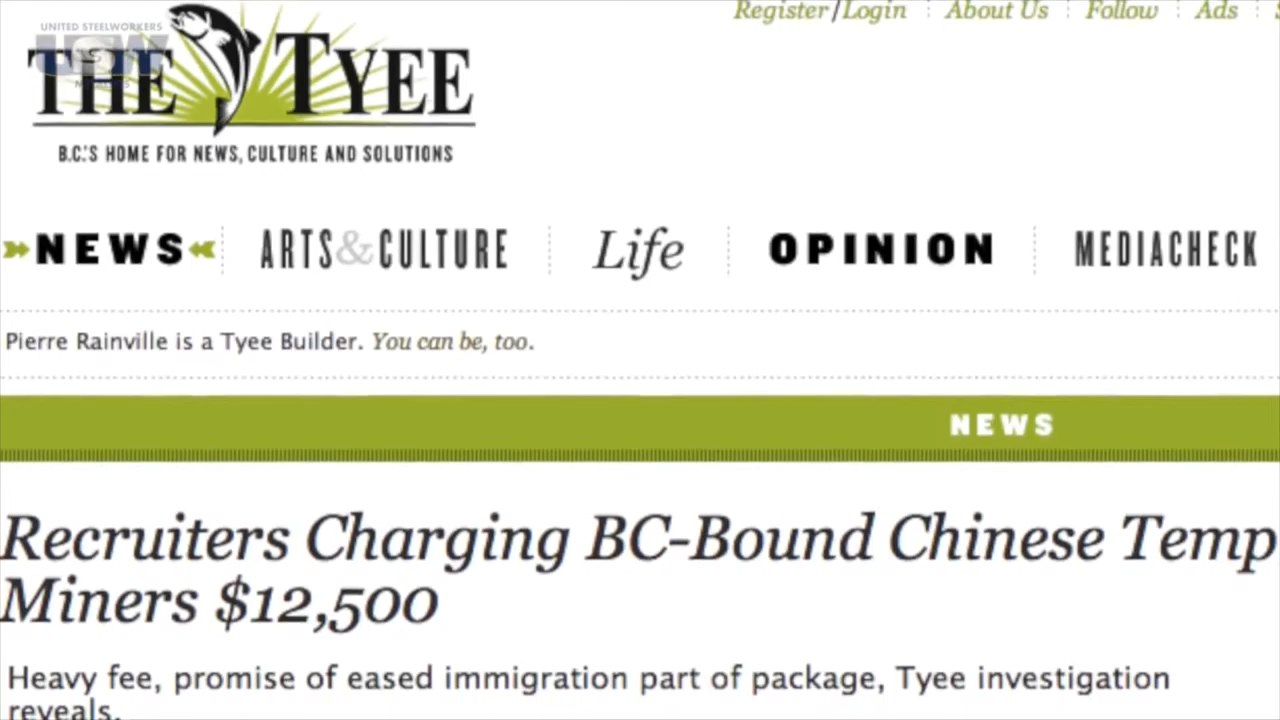 Register/Login
About Us
Follow
Ads
UNITED STEELWORKERS
USW
THE TYEE
B.C.'S HOME FOR NEWS, CULTURE AND SOLUTIONS
NEWS
ARTS&CULTURE
Life
OPINION
MEDIACHECK
Pierre Rainville is a Tyee Builder. You can be, too.
NEWS
Recruiters Charging BC-Bound Chinese Temp
Miners $12,500
Heavy fee, promise of eased immigration part of package, Tyee investigation
reveals.